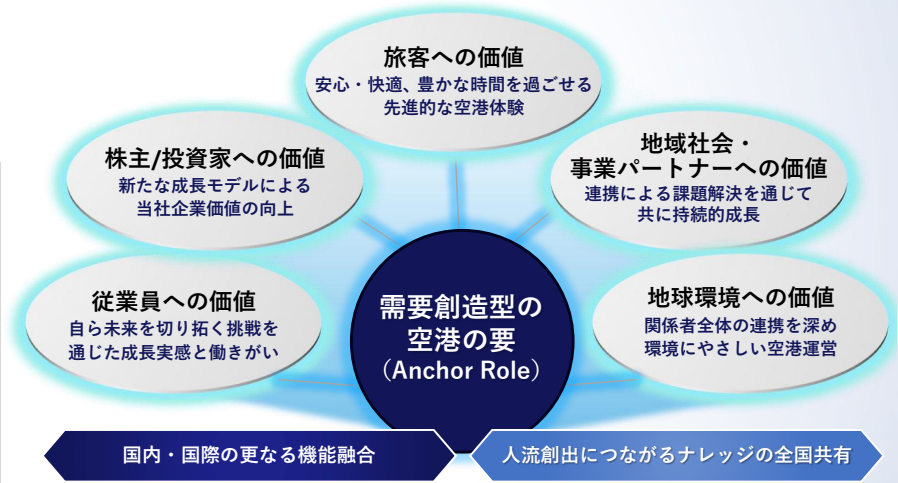 旅客への価値
安心・快適、豊かな時間を過ごせる
先進的な空港体験
株主/投資家への価値
新たな成長モデルによる
当社企業価値の向上
地域社会・
事業パートナーへの価値
連携による課題解決を通じて
共に持続的成長
従業員への価値
自ら未来を切り拓く挑戦を
通じた成長実感と働きがい
需要創造型の
空港の要
（Anchor Role）
地球環境への価値
関係者全体の連携を深め
環境にやさしい空港運営
国内・国際の更なる機能融合
人流創出につながるナレッジの全国共有